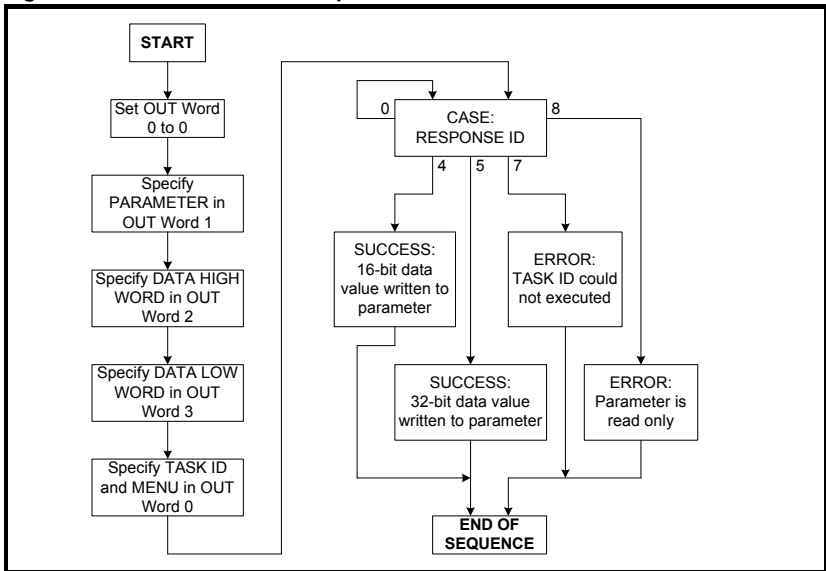 START
Set OUT Word
0 to 0
Specify
PARAMETER in
OUT Word 1
Specify DATA HIGH
WORD in OUT
Word 2
Specify DATA LOW
WORD in OUT
Word 3
Specify TASK ID
and MENU in OUT
Word 0
0
CASE:
RESPONSE ID
8
4
5
7
SUCCESS:
16-bit data
value written to
parameter
ERROR:
TASK ID could
not executed
SUCCESS:
32-bit data value
written to parameter
ERROR:
Parameter is
read only
END OF
SEQUENCE